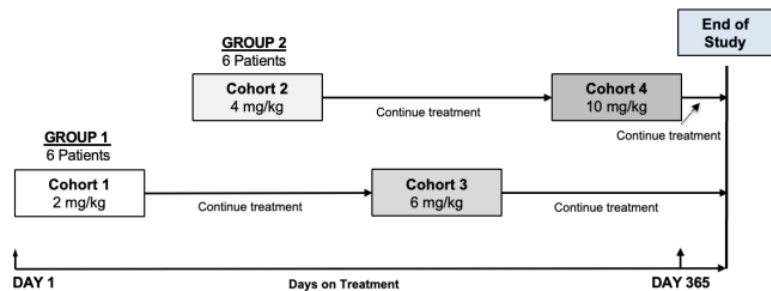 End of
Study
GROUP 2
6 Patients
Cohort 2
4 mg/kg
Continue treatment
Cohort 4
10 mg/kg
Continue treatment
GROUP 1
6 Patients
Cohort 1
2 mg/kg
Continue treatment
Cohort 3
6 mg/kg
Continue treatment
DAY 1
Days on Treatment
DAY 365